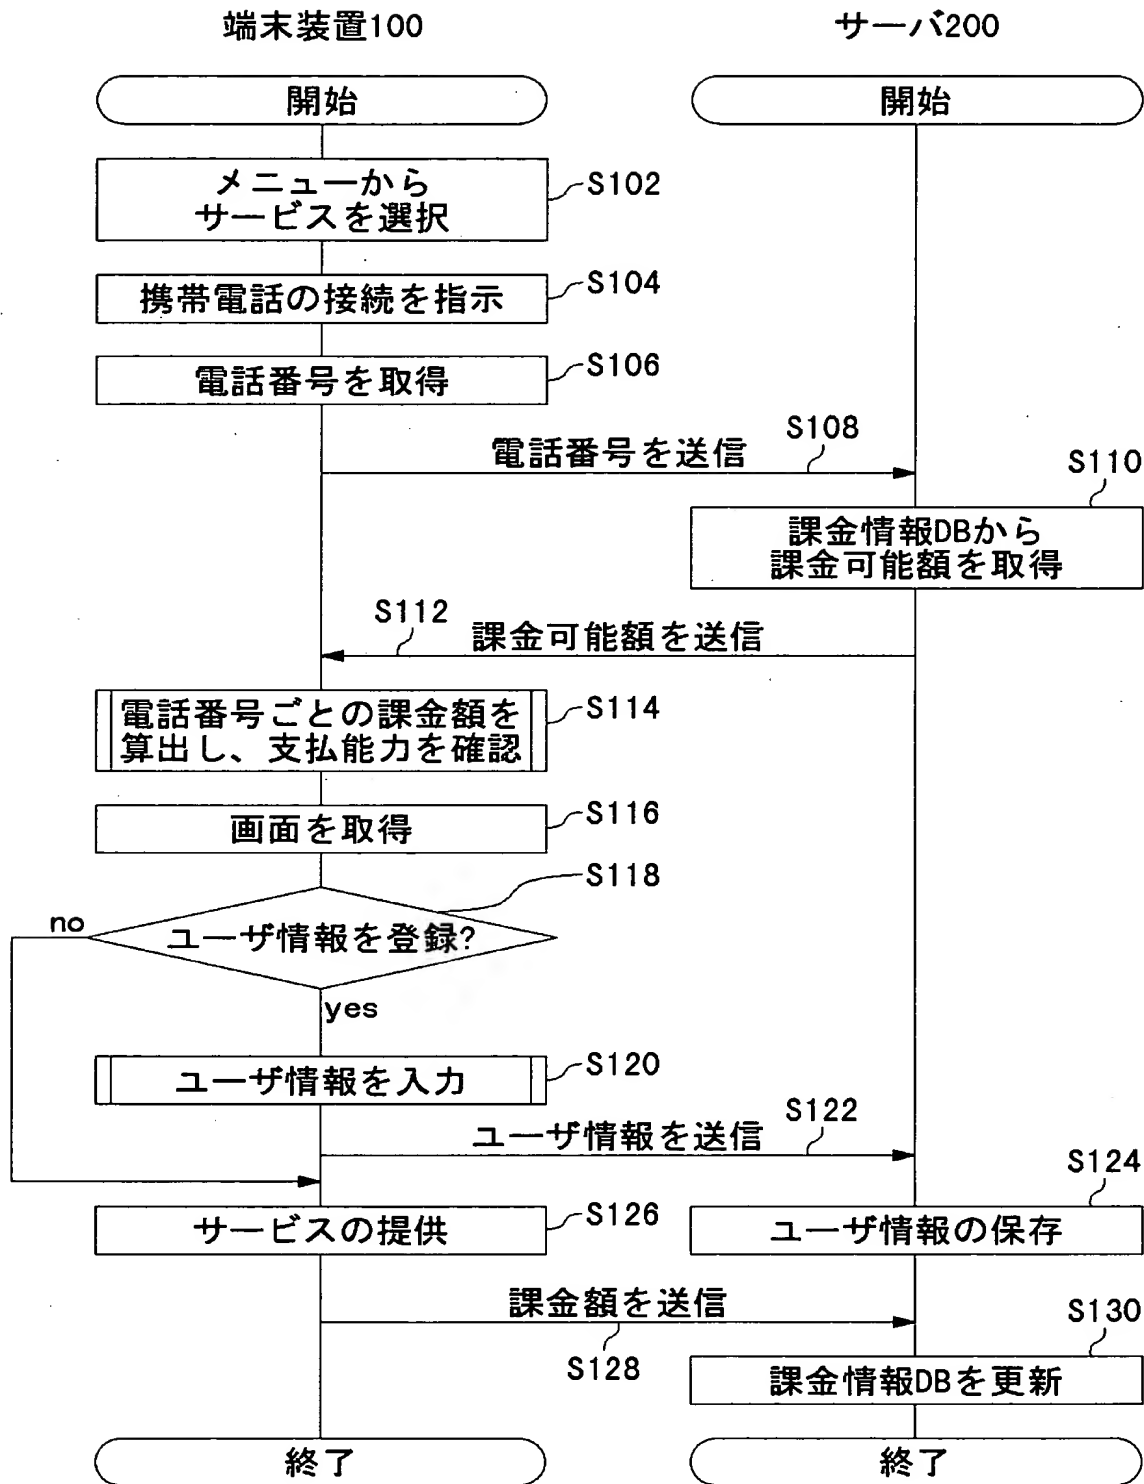 端末装置100
サーバ200
開始
開始
メニューから
サービスを選択
S102
携帯電話の接続を指示
S104
電話番号を取得
S106
電話番号を送信
S108
S110
課金情報DBから
課金可能額を取得
S112
課金可能額を送信
電話番号ごとの課金額を
算出し、支払能力を確認
S114
画面を取得
S116
S118
no
ユーザ情報を登録?
yes
ユーザ情報を入力
S120
ユーザ情報を送信
S122
S124
サービスの提供
S126
ユーザ情報の保存
課金額を送信
S128
S130
課金情報DBを更新
終了
終了